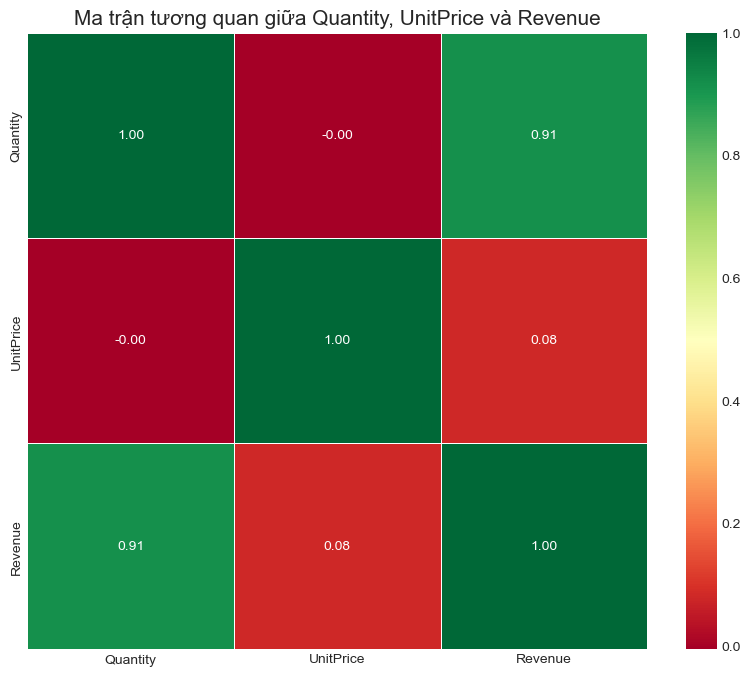 Ma trận tương quan giữa Quantity, UnitPrice và Revenue
1.0
Quantity
1.00
-0.00
0.91
0.8
0.6
UnitPrice
-0.00
1.00
0.08
0.4
0.2
Revenue
0.91
0.08
1.00
0.0
Quantity
UnitPrice
Revenue